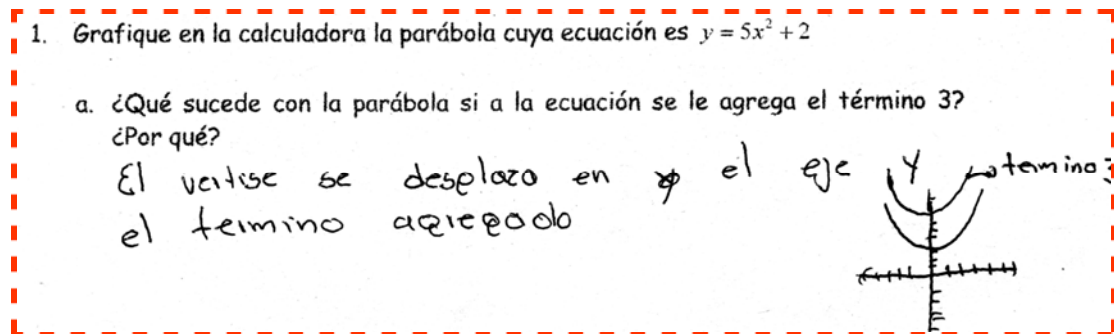 1. Grafique en la calculadora la parábola cuya ecuación es y = 5x² + 2
a. ¿Qué sucede con la parábola si a la ecuación se le agrega el término 3?
¿Por qué?
El vertise se desplazo en el eje Y
el termino agregado
termino 3